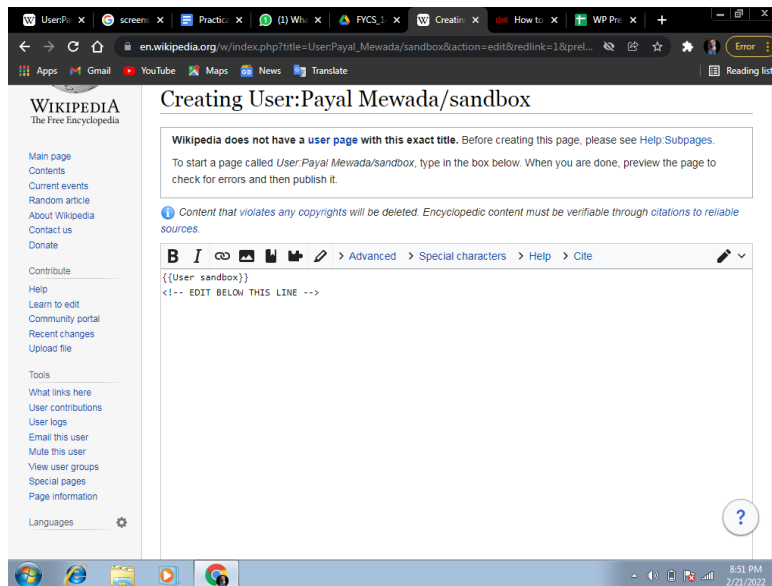 User:Pa
screens
Practica
(1) Wha
FYCS_1
Creatin
How to
WP Pre
en.wikipedia.org/w/index.php?title=User:Payal_Mewada/sandbox&action=edit&redlink=1&prel...
Error
Apps
Gmail
YouTube
Maps
News
Translate
Reading list
WIKIPEDIA
The Free Encyclopedia
Main page
Contents
Current events
Random article
About Wikipedia
Contact us
Donate
Contribute
Help
Learn to edit
Community portal
Recent changes
Upload file
Tools
What links here
User contributions
User logs
Email this user
Mute this user
View user groups
Special pages
Page information
Languages
Creating User:Payal Mewada/sandbox
Wikipedia does not have a user page with this exact title. Before creating this page, please see Help:Subpages.
To start a page called User:Payal Mewada/sandbox, type in the box below. When you are done, preview the page to
check for errors and then publish it.
Content that violates any copyrights will be deleted. Encyclopedic content must be verifiable through citations to reliable
sources.
B I > Advanced > Special characters > Help > Cite
{{User sandbox}}
<!-- EDIT BELOW THIS LINE -->
?
8:51 PM
2/21/2022